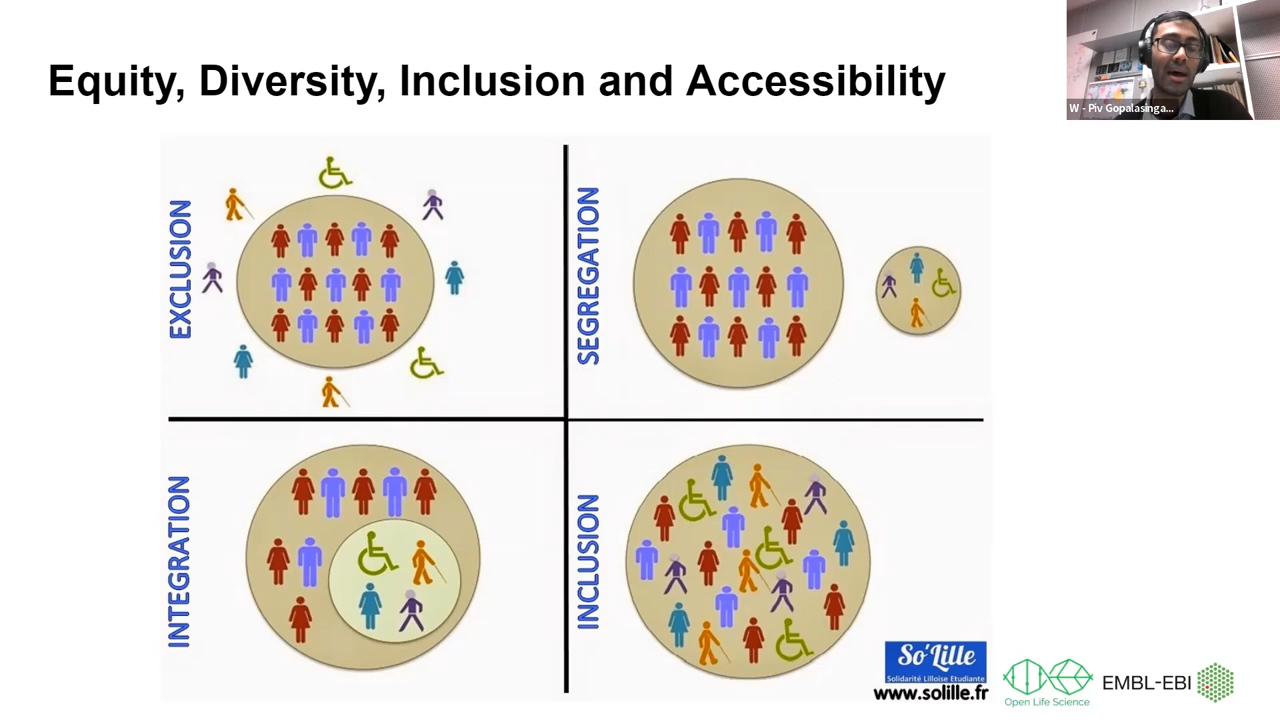 Equity, Diversity, Inclusion and Accessibility
W - Piv Gopalasinga...
EXCLUSION
SEGREGATION
INTEGRATION
INCLUSION
So'Lille
Solidarité Lilloise Etudiante
www.solille.fr
Open Life Science
EMBL-EBI